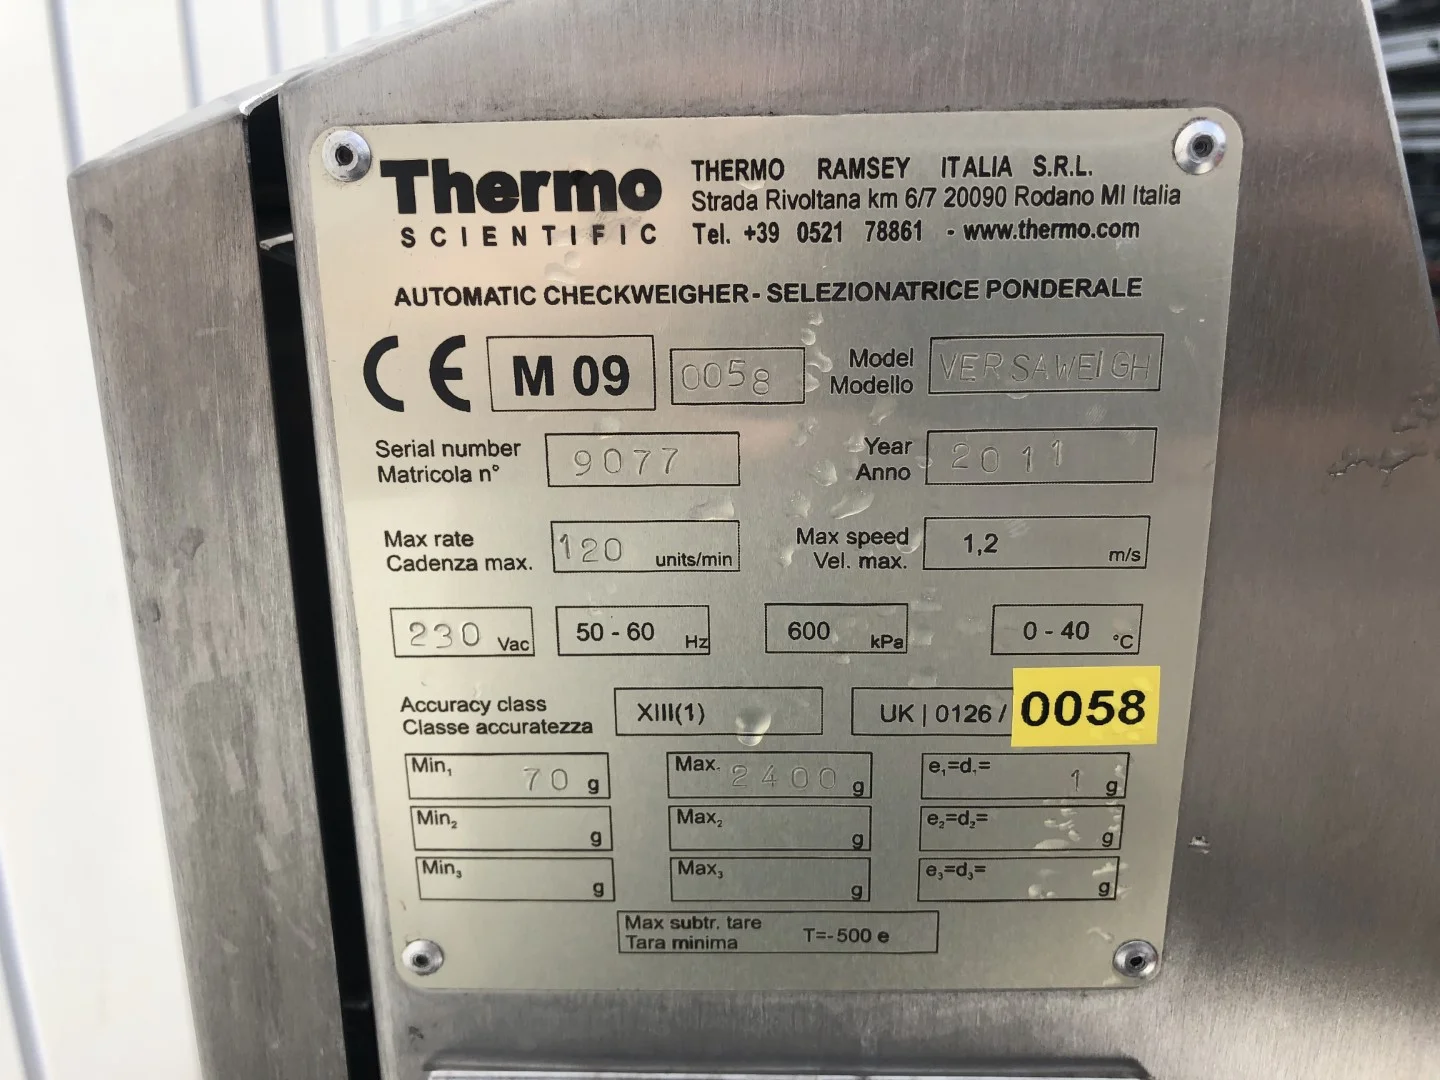 Thermo
SCIENTIFIC
THERMO RAMSEY ITALIA S.R.L.
Strada Rivoltana km 6/7 20090 Rodano MI Italia
Tel. +39 0521 78861 - www.thermo.com
AUTOMATIC CHECKWEIGHER - SELEZIONATRICE PONDERALE
CE M 09 0058 Model VERSAWEIGH
Modello
Serial number 9077 Year 2011
Matricola n° Anno
Max rate 120 units/min Max speed 1,2 m/s
Cadenza max. Vel. max.
230 Vac 50 - 60 Hz 600 kPa 0 - 40 °C
Accuracy class XIII(1) UK | 0126 / 0058
Classe accuratezza
Min₁ 70 g Max. 2400 g e₁=d₁= 1 g
Min₂ g Max₂ g e₂=d₂= g
Min₃ g Max₃ g e₃=d₃= g
Max subtr. tare T=-500 e
Tara minima